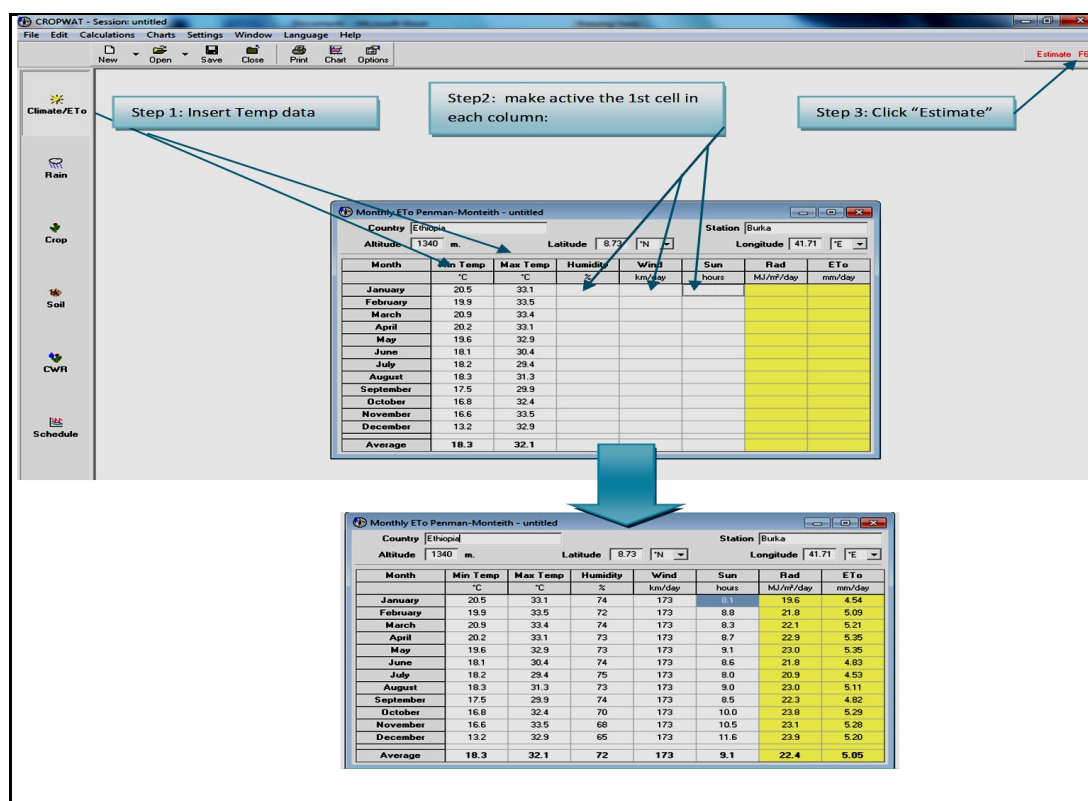 CROPWAT - Session: untitled
File Edit Calculations Charts Settings Window Language Help
New Open Save Close Print Chart Options
Estimate F6
Climate/ETo
Rain
Crop
Soil
CWR
Schedule
Step 1: Insert Temp data
Step2: make active the 1st cell in
each column:
Step 3: Click “Estimate”
Monthly ETo Penman-Monteith - untitled
Country Ethiopia Station Burka
Altitude 1340 m. Latitude 8.73 °N Longitude 41.71 °E
Month Min Temp Max Temp Humidity Wind Sun Rad ETo
°C °C % km/day hours MJ/m²/day mm/day
January 20.5 33.1
February 19.9 33.5
March 20.9 33.4
April 20.2 33.1
May 19.6 32.9
June 18.1 30.4
July 18.2 29.4
August 18.3 31.3
September 17.5 29.9
October 16.8 32.4
November 16.6 33.5
December 13.2 32.9
Average 18.3 32.1
Monthly ETo Penman-Monteith - untitled
Country Ethiopia Station Burka
Altitude 1340 m. Latitude 8.73 °N Longitude 41.71 °E
Month Min Temp Max Temp Humidity Wind Sun Rad ETo
°C °C % km/day hours MJ/m²/day mm/day
January 20.5 33.1 74 173 8.1 19.6 4.54
February 19.9 33.5 72 173 8.8 21.8 5.09
March 20.9 33.4 74 173 8.3 22.1 5.21
April 20.2 33.1 73 173 8.7 22.9 5.35
May 19.6 32.9 73 173 9.1 23.0 5.35
June 18.1 30.4 74 173 8.6 21.8 4.83
July 18.2 29.4 75 173 8.0 20.9 4.53
August 18.3 31.3 73 173 9.0 23.0 5.11
September 17.5 29.9 74 173 8.5 22.3 4.82
October 16.8 32.4 70 173 10.0 23.8 5.29
November 16.6 33.5 68 173 10.5 23.1 5.28
December 13.2 32.9 65 173 11.6 23.9 5.20
Average 18.3 32.1 72 173 9.1 22.4 5.05